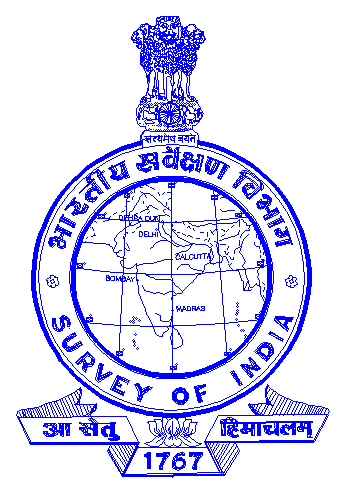 सत्यमेव जयते
भारतीय सर्वेक्षण विभाग
DEHRA DUN
DELHI
CALCUTTA
BOMBAY
MADRAS
SURVEY OF INDIA
आ सेतु हिमाचलम्
1767